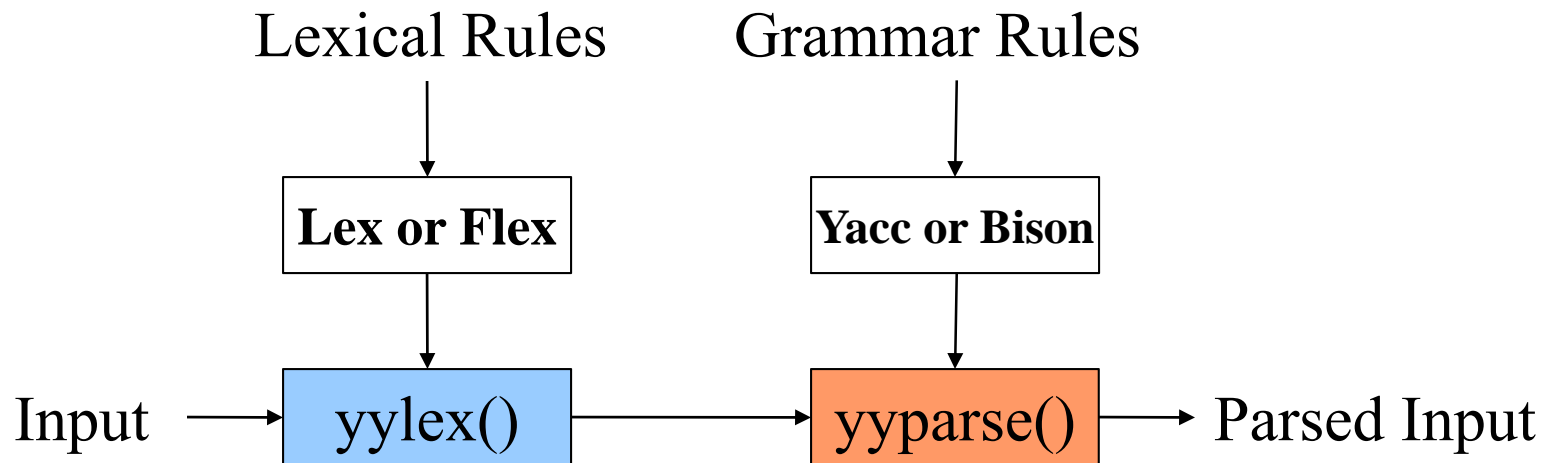 Lexical Rules
Grammar Rules
Lex or Flex
Yacc or Bison
Input
yylex()
yyparse()
Parsed Input